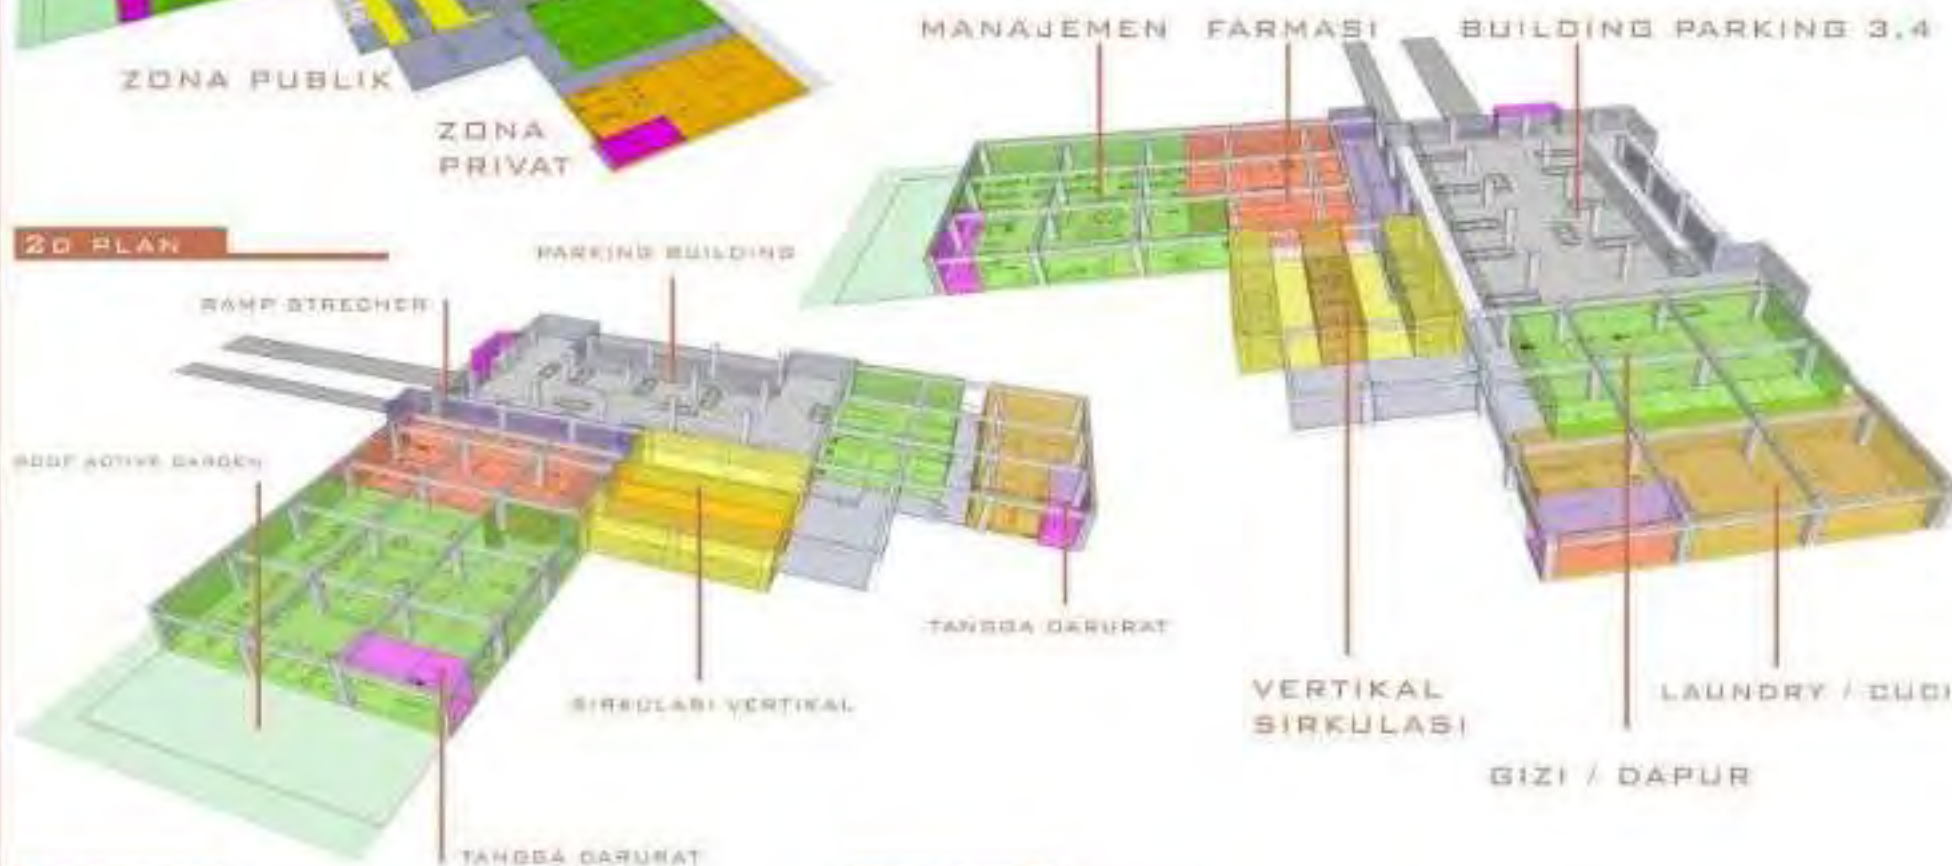 MANAJEMEN FARMASI BUILDING PARKING 3,4
ZONA PUBLIK
ZONA
PRIVAT
2D PLAN
PARKING BUILDING
RAMP STRECHER
ROOF ACTIVE GARDEN
TANGGA DARURAT
SIRKULASI VERTIKAL
VERTIKAL
SIRKULASI
LAUNDRY / CUCI
GIZI / DAPUR
TANGGA DARURAT